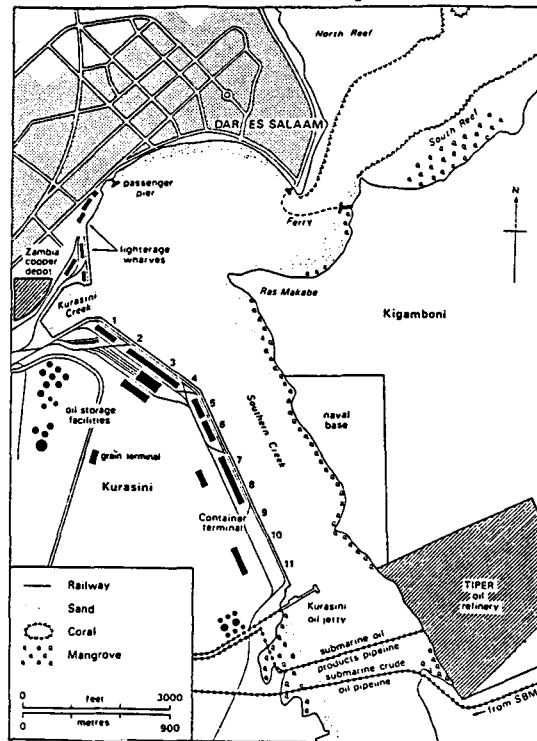 North Reef
South Reef
DAR ES SALAAM
passenger
pier
Ferry
N
lighterage
wharves
Zambia
copper
depot
Ras Makabe
Kurasini
Creek
Kigamboni
1
2
3
4
5
6
7
8
9
10
11
Southern Creek
naval
base
oil storage
facilities
grain terminal
Kurasini
Container
terminal
TIPER
oil
refinery
Kurasini
oil jetty
submarine oil
products pipeline
submarine crude
oil pipeline
from SBM
Railway
Sand
Coral
Mangrove
0 feet 3000
0 metres 900